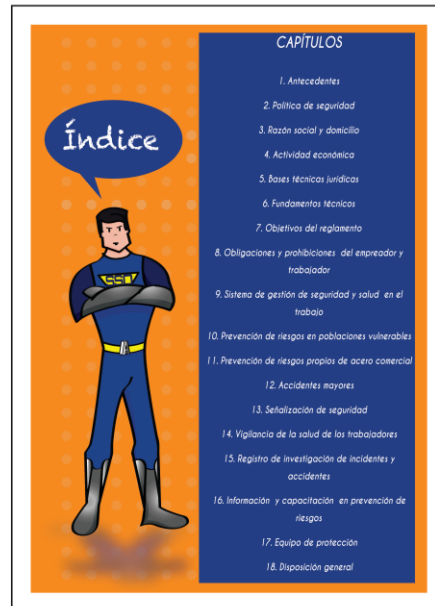 Índice
SSO
CAPÍTULOS
1. Antecedentes
2. Política de seguridad
3. Razón social y domicilio
4. Actividad económica
5. Bases técnicas jurídicas
6. Fundamentos técnicos
7. Objetivos del reglamento
8. Obligaciones y prohibiciones del empreador y
trabajador
9. Sistema de gestión de seguridad y salud en el
trabajo
10. Prevención de riesgos en poblaciones vulnerables
11. Prevención de riesgos propios de acero comercial
12. Accidentes mayores
13. Señalización de seguridad
14. Vigilancia de la salud de los trabajadores
15. Registro de investigación de incidentes y
accidentes
16. Información y capacitación en prevención de
riesgos
17. Equipo de protección
18. Disposición general